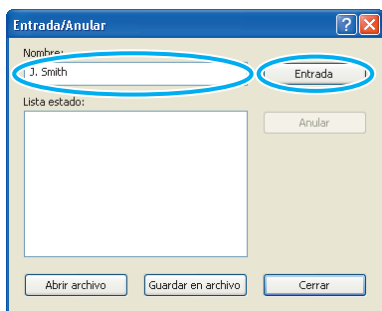 Entrada/Anular
Nombre:
J. Smith
Entrada
Lista estado:
Anular
Abrir archivo
Guardar en archivo
Cerrar